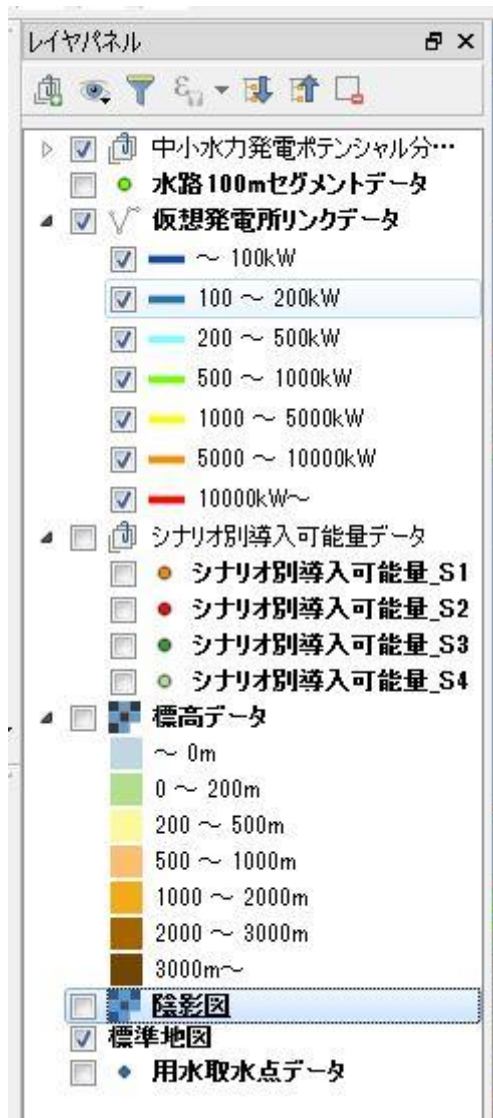 レイヤパネル
中小水力発電ポテンシャル分…
水路100mセグメントデータ
仮想発電所リンクデータ
～ 100kW
100 ～ 200kW
200 ～ 500kW
500 ～ 1000kW
1000 ～ 5000kW
5000 ～ 10000kW
10000kW～
シナリオ別導入可能量データ
シナリオ別導入可能量_S1
シナリオ別導入可能量_S2
シナリオ別導入可能量_S3
シナリオ別導入可能量_S4
標高データ
～ 0m
0 ～ 200m
200 ～ 500m
500 ～ 1000m
1000 ～ 2000m
2000 ～ 3000m
3000m～
陰影図
標準地図
用水取水点データ